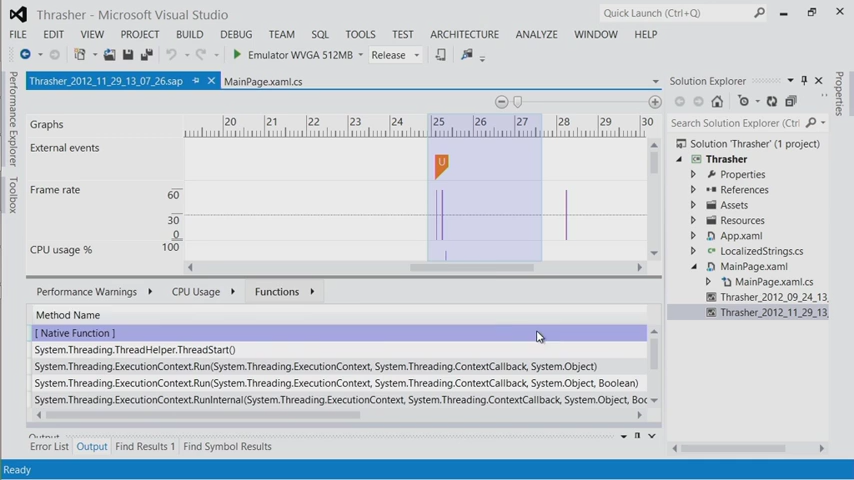 Thrasher - Microsoft Visual Studio
Quick Launch (Ctrl+Q)
FILE EDIT VIEW PROJECT BUILD DEBUG TEAM SQL TOOLS TEST ARCHITECTURE ANALYZE WINDOW HELP
Emulator WVGA 512MB Release
Performance Explorer
Toolbox
Thrasher_2012_11_29_13_07_26.sap MainPage.xaml.cs
Graphs
20 21 22 23 24 25 26 27 28 29 30
External events
U
Frame rate
60
30
0
CPU usage %
100
Performance Warnings CPU Usage Functions
Method Name
[ Native Function ]
System.Threading.ThreadHelper.ThreadStart()
System.Threading.ExecutionContext.Run(System.Threading.ExecutionContext, System.Threading.ContextCallback, System.Object)
System.Threading.ExecutionContext.Run(System.Threading.ExecutionContext, System.Threading.ContextCallback, System.Object, Boolean)
System.Threading.ExecutionContext.RunInternal(System.Threading.ExecutionContext, System.Threading.ContextCallback, System.Object, Boo
Output
Error List Output Find Results 1 Find Symbol Results
Ready
Solution Explorer
Search Solution Explorer (Ctrl
Solution 'Thrasher' (1 project)
Thrasher
Properties
References
Assets
Resources
App.xaml
LocalizedStrings.cs
MainPage.xaml
MainPage.xaml.cs
Thrasher_2012_09_24_13_
Thrasher_2012_11_29_13_
Properties